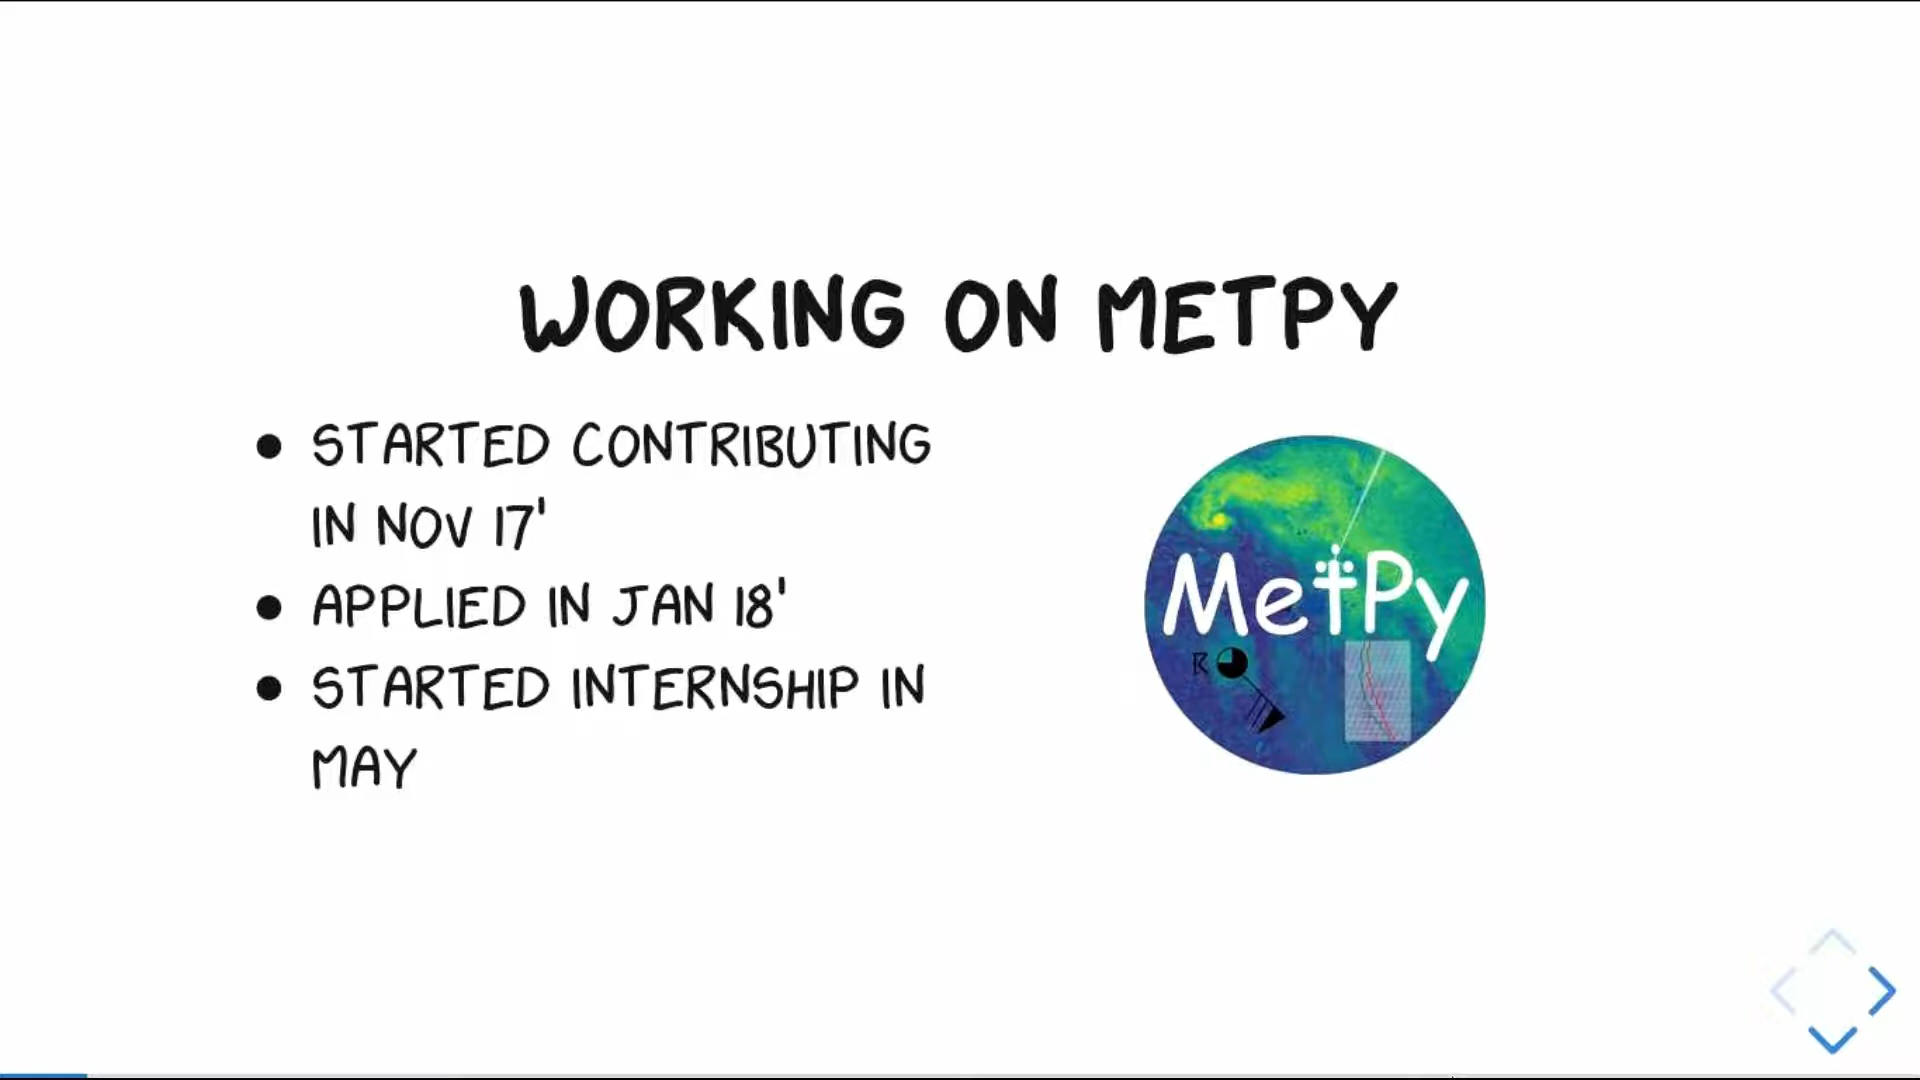 WORKING ON METPY
STARTED CONTRIBUTING
IN NOV 17'
APPLIED IN JAN 18'
STARTED INTERNSHIP IN
MAY
MetPy
R